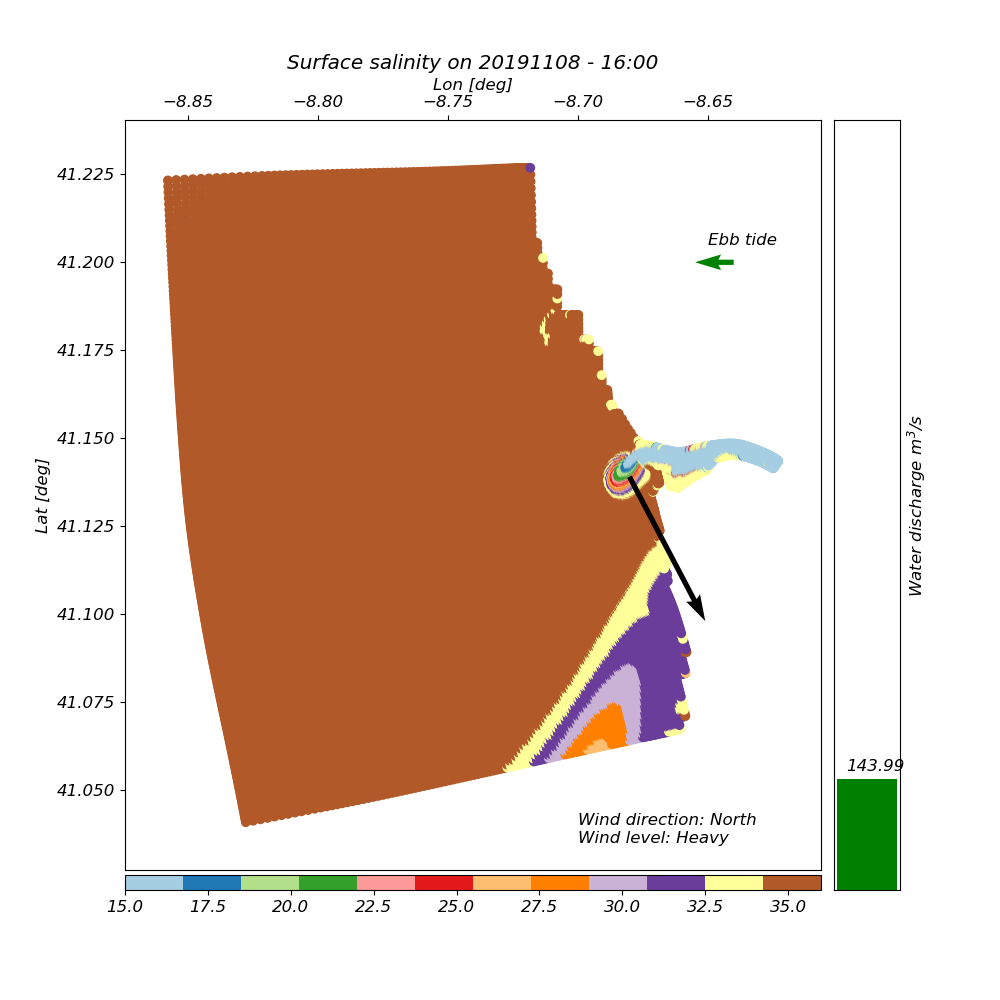 Surface salinity on 20191108 - 16:00
Lon [deg]
−8.85 −8.80 −8.75 −8.70 −8.65
41.225
Ebb tide
41.200
41.175
41.150
Lat [deg]
41.125
41.100
41.075
41.050
Water discharge m³/s
143.99
Wind direction: North
Wind level: Heavy
15.0 17.5 20.0 22.5 25.0 27.5 30.0 32.5 35.0